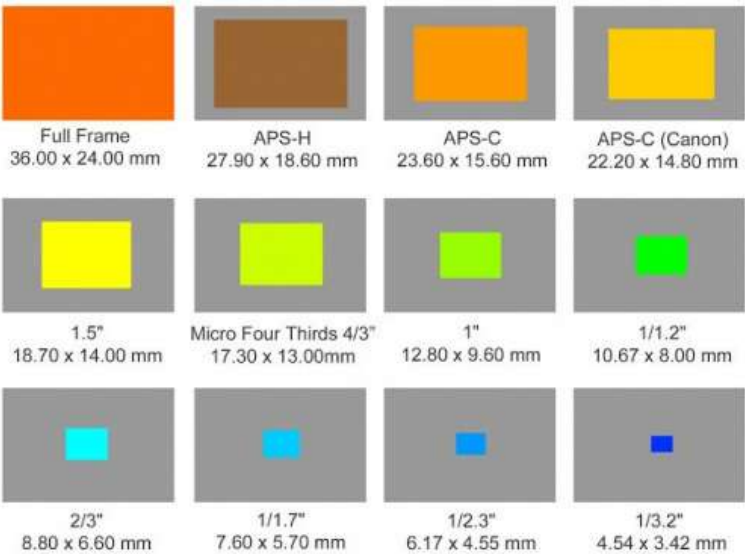 Full Frame
36.00 x 24.00 mm
APS-H
27.90 x 18.60 mm
APS-C
23.60 x 15.60 mm
APS-C (Canon)
22.20 x 14.80 mm
1.5"
18.70 x 14.00 mm
Micro Four Thirds 4/3"
17.30 x 13.00mm
1"
12.80 x 9.60 mm
1/1.2"
10.67 x 8.00 mm
2/3"
8.80 x 6.60 mm
1/1.7"
7.60 x 5.70 mm
1/2.3"
6.17 x 4.55 mm
1/3.2"
4.54 x 3.42 mm